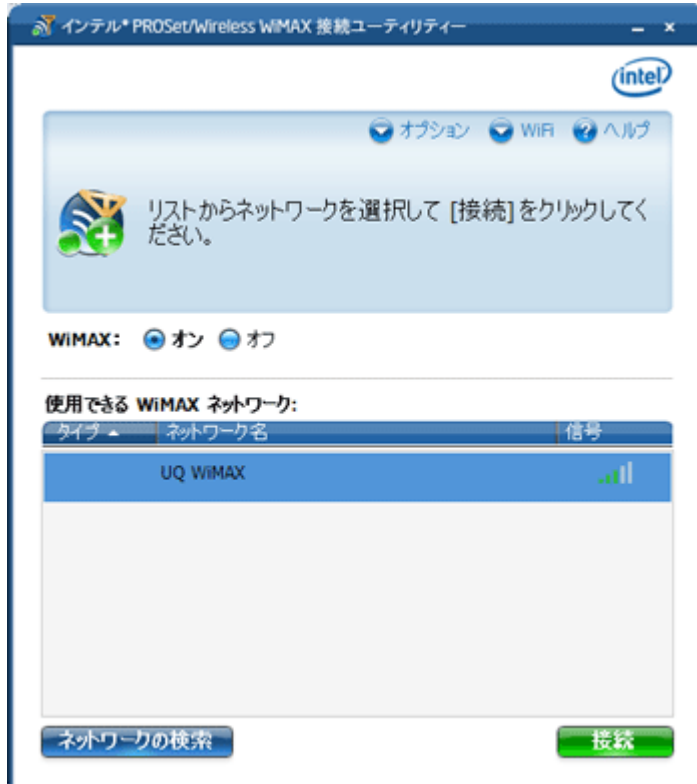 インテル® PROSet/Wireless WiMAX 接続ユーティリティー
intel
オプション WiFi ヘルプ
リストからネットワークを選択して [接続] をクリックしてく
ださい。
WiMAX: オン オフ
使用できる WiMAX ネットワーク:
タイプ ネットワーク名 信号
UQ WiMAX
ネットワークの検索 接続